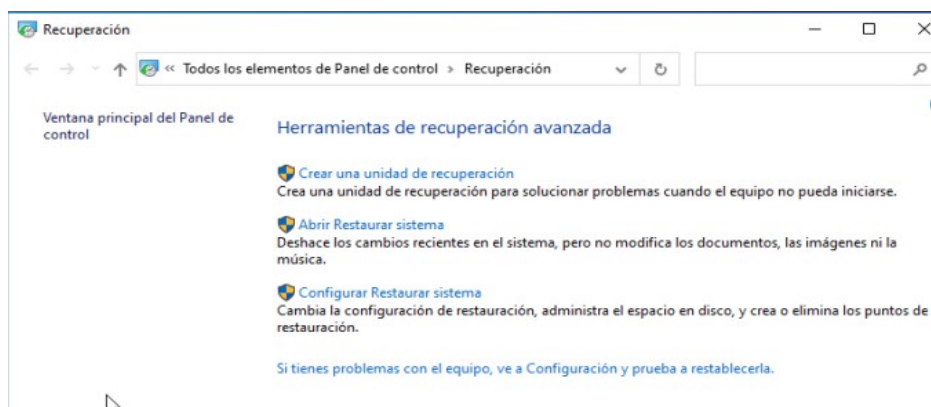 Recuperación
« Todos los elementos de Panel de control > Recuperación
Ventana principal del Panel de
control
Herramientas de recuperación avanzada
Crear una unidad de recuperación
Crea una unidad de recuperación para solucionar problemas cuando el equipo no pueda iniciarse.
Abrir Restaurar sistema
Deshace los cambios recientes en el sistema, pero no modifica los documentos, las imágenes ni la
música.
Configurar Restaurar sistema
Cambia la configuración de restauración, administra el espacio en disco, y crea o elimina los puntos de
restauración.
Si tienes problemas con el equipo, ve a Configuración y prueba a restablecerla.